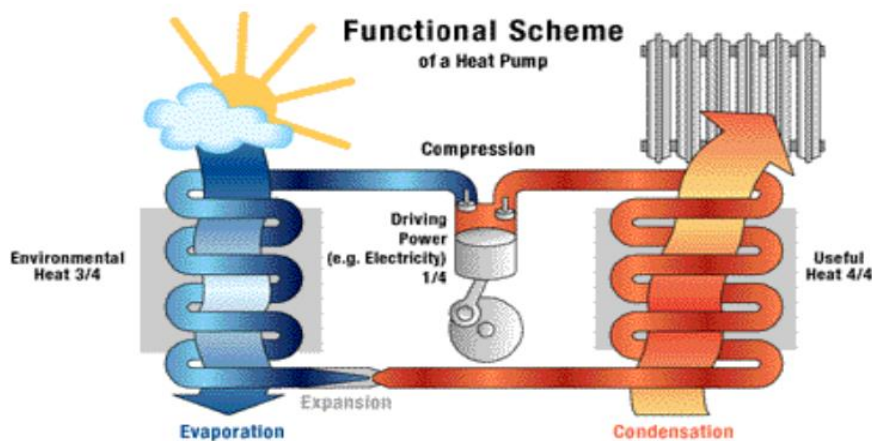 Functional Scheme
of a Heat Pump
Compression
Driving
Power
(e.g. Electricity)
1/4
Environmental
Heat 3/4
Useful
Heat 4/4
Expansion
Evaporation
Condensation